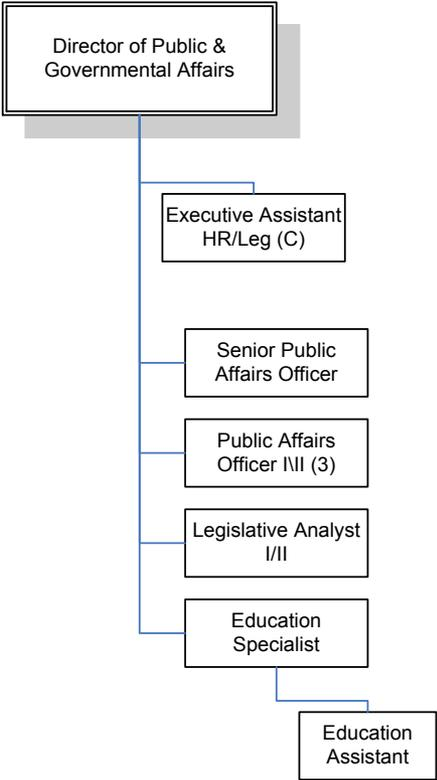 Director of Public &
Governmental Affairs
Executive Assistant
HR/Leg (C)
Senior Public
Affairs Officer
Public Affairs
Officer I\II (3)
Legislative Analyst
I/II
Education
Specialist
Education
Assistant